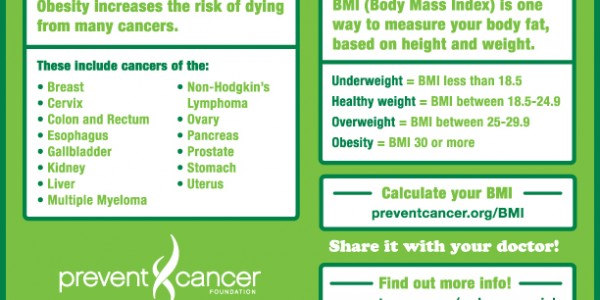 Obesity increases the risk of dying
from many cancers.
These include cancers of the:
• Breast
• Cervix
• Colon and Rectum
• Esophagus
• Gallbladder
• Kidney
• Liver
• Multiple Myeloma
• Non-Hodgkin's
Lymphoma
• Ovary
• Pancreas
• Prostate
• Stomach
• Uterus
prevent cancer
FOUNDATION
BMI (Body Mass Index) is one
way to measure your body fat,
based on height and weight.
Underweight = BMI less than 18.5
Healthy weight = BMI between 18.5-24.9
Overweight = BMI between 25-29.9
Obesity = BMI 30 or more
Calculate your BMI
preventcancer.org/BMI
Share it with your doctor!
Find out more info!